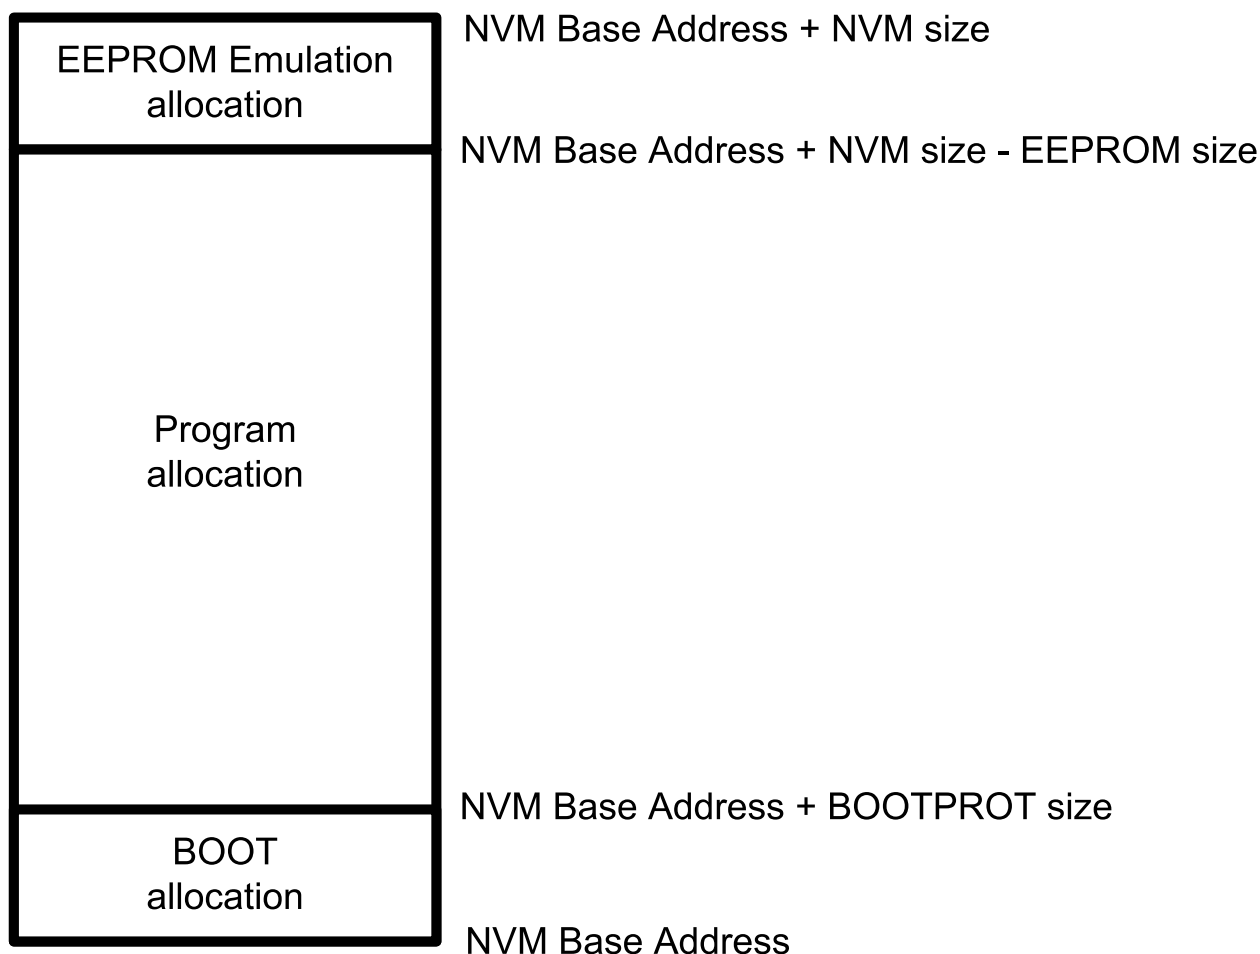 NVM Base Address + NVM size
EEPROM Emulation
allocation
NVM Base Address + NVM size - EEPROM size
Program
allocation
NVM Base Address + BOOTPROT size
BOOT
allocation
NVM Base Address